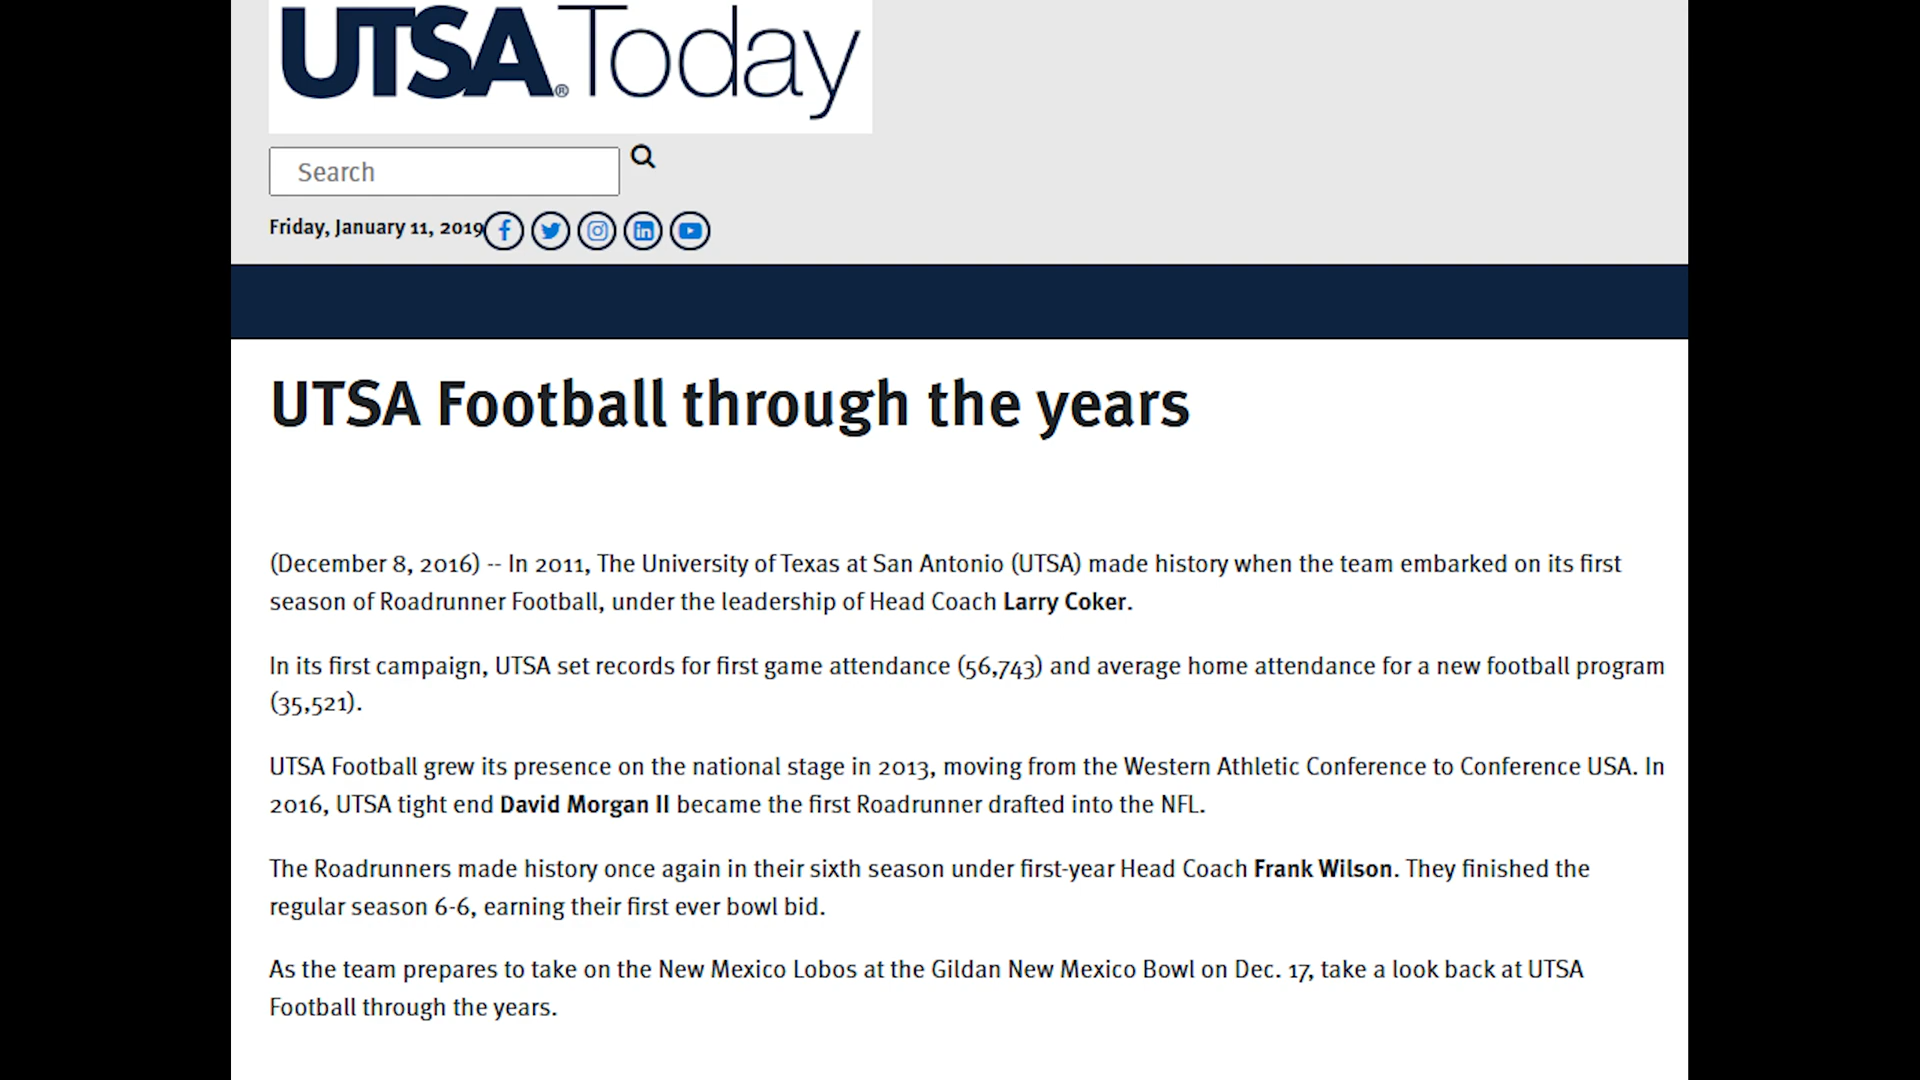 UTSA® Today
Search
Friday, January 11, 2019
UTSA Football through the years
(December 8, 2016) -- In 2011, The University of Texas at San Antonio (UTSA) made history when the team embarked on its first
season of Roadrunner Football, under the leadership of Head Coach Larry Coker.
In its first campaign, UTSA set records for first game attendance (56,743) and average home attendance for a new football program
(35,521).
UTSA Football grew its presence on the national stage in 2013, moving from the Western Athletic Conference to Conference USA. In
2016, UTSA tight end David Morgan II became the first Roadrunner drafted into the NFL.
The Roadrunners made history once again in their sixth season under first-year Head Coach Frank Wilson. They finished the
regular season 6-6, earning their first ever bowl bid.
As the team prepares to take on the New Mexico Lobos at the Gildan New Mexico Bowl on Dec. 17, take a look back at UTSA
Football through the years.